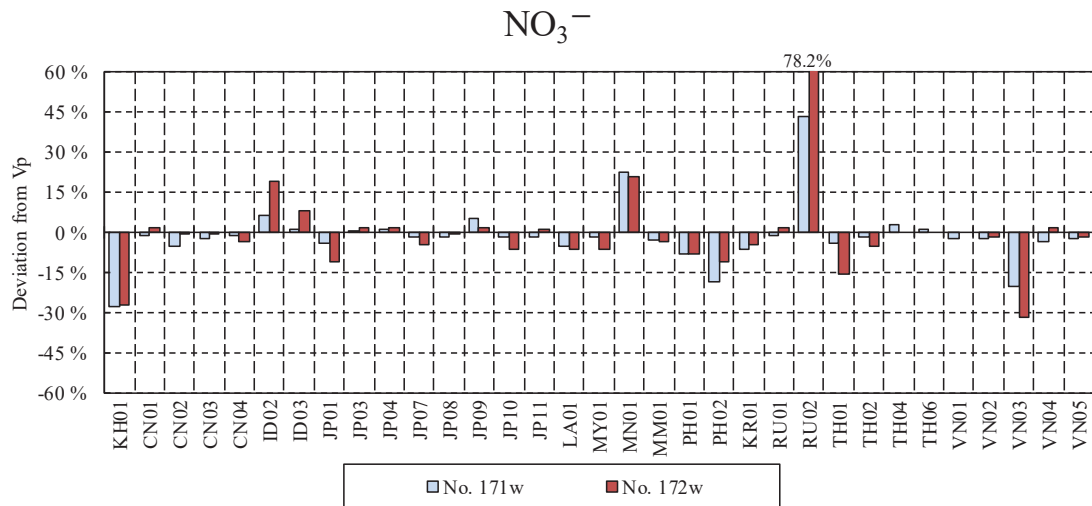 NO₃⁻
78.2%
60 %
45 %
30 %
15 %
0 %
-15 %
-30 %
-45 %
-60 %
Deviation from Vp
KH01
CN01
CN02
CN03
CN04
ID02
ID03
JP01
JP03
JP04
JP07
JP08
JP09
JP10
JP11
LA01
MY01
MN01
MM01
PH01
PH02
KR01
RU01
RU02
TH01
TH02
TH04
TH06
VN01
VN02
VN03
VN04
VN05
No. 171w
No. 172w